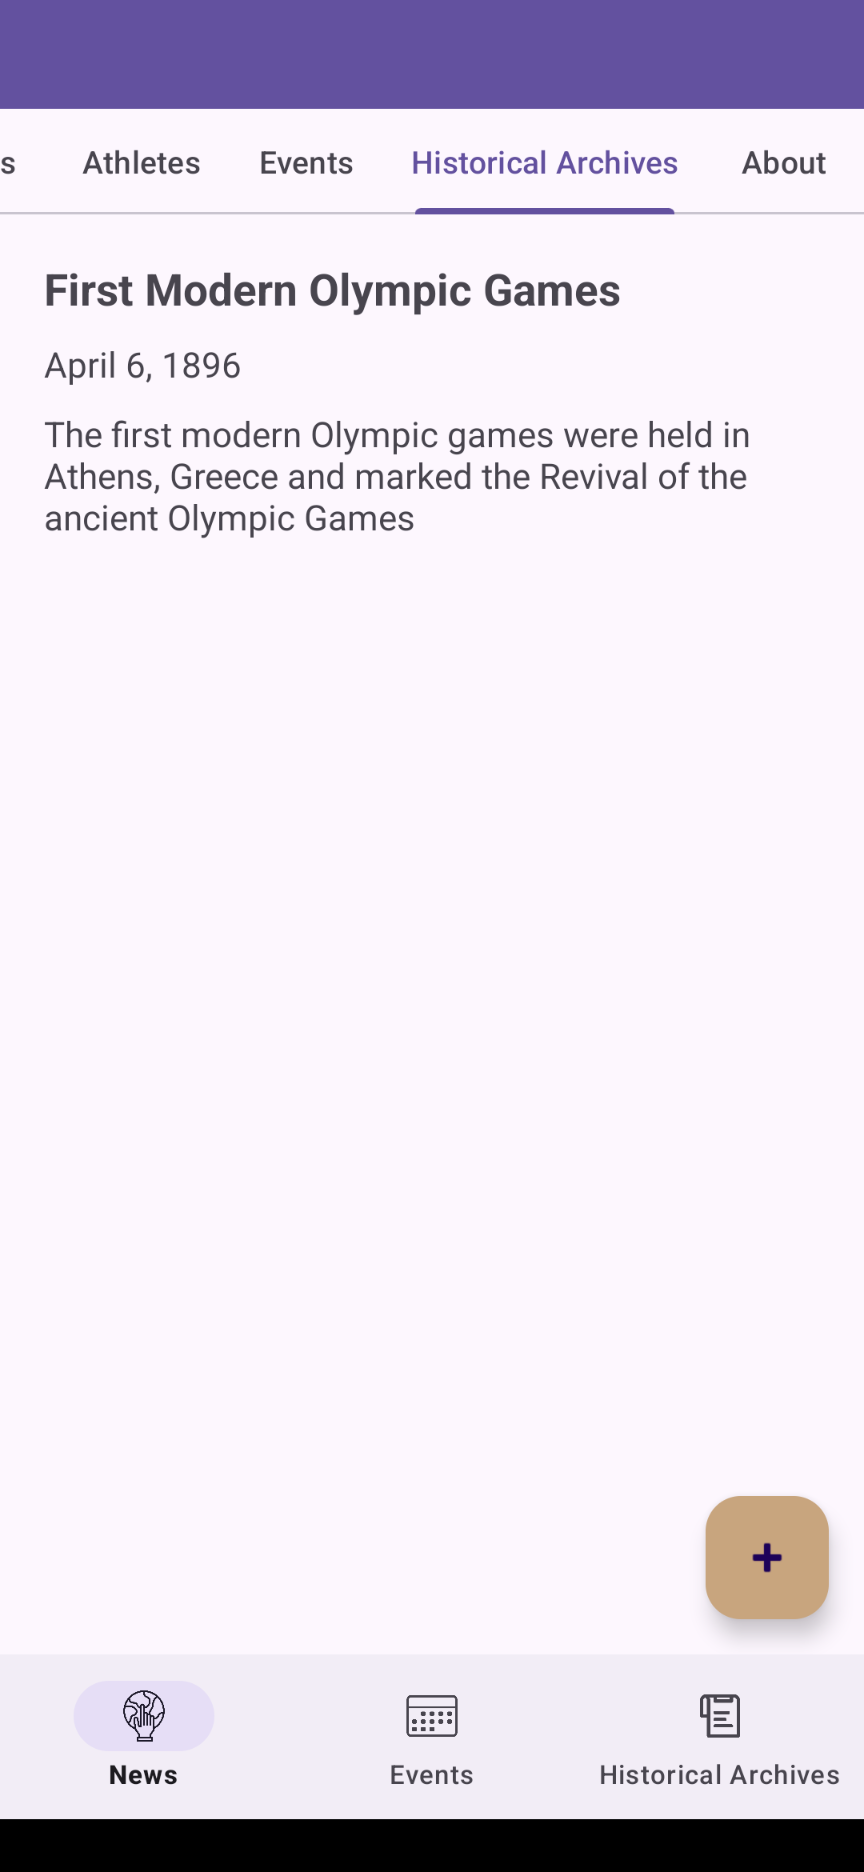 s Athletes Events Historical Archives About
First Modern Olympic Games
April 6, 1896
The first modern Olympic games were held in
Athens, Greece and marked the Revival of the
ancient Olympic Games
+
News Events Historical Archives